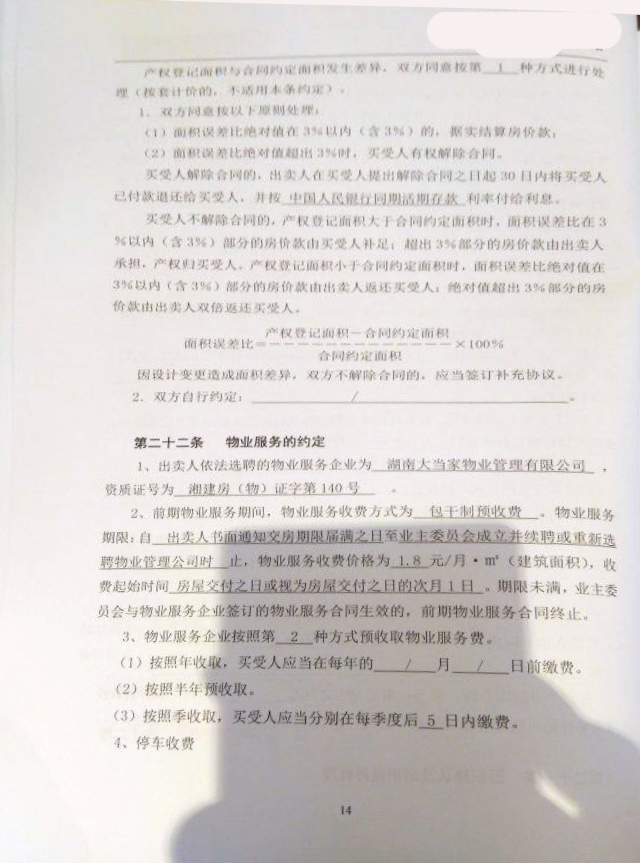 产权登记面积与合同约定面积发生差异，双方同意按第 1 种方式进行处
理（按套计价的，不适用本条约定）。
1．双方同意按以下原则处理：
（1）面积误差比绝对值在3%以内（含3%）的，据实结算房价款；
（2）面积误差比绝对值超出3%时，买受人有权解除合同。
买受人解除合同的，出卖人在买受人提出解除合同之日起30日内将买受人
已付款退还给买受人，并按 中国人民银行同期活期存款 利率付给利息。
买受人不解除合同的，产权登记面积大于合同约定面积时，面积误差比在3
%以内（含3%）部分的房价款由买受人补足；超出3%部分的房价款由出卖人
承担，产权归买受人。产权登记面积小于合同约定面积时，面积误差比绝对值在
3%以内（含3%）部分的房价款由出卖人返还买受人；绝对值超出3%部分的房
价款由出卖人双倍返还买受人。
产权登记面积－合同约定面积
面积误差比＝－－－－－－－－－－－－－×100%
合同约定面积
因设计变更造成面积差异，双方不解除合同的，应当签订补充协议。
2．双方自行约定： / 。
第二十二条 物业服务的约定
1、出卖人依法选聘的物业服务企业为 湖南大当家物业管理有限公司 ，
资质证号为 湘建房（物）证字第140号 。
2、前期物业服务期间，物业服务收费方式为 包干制预收费 。物业服务
期限：自 出卖人书面通知交房期限届满之日至业主委员会成立并续聘或重新选
聘物业管理公司时 止，物业服务收费价格为 1.8 元/月·㎡（建筑面积），收
费起始时间 房屋交付之日或视为房屋交付之日的次月1日 。期限未满，业主委
员会与物业服务企业签订的物业服务合同生效的，前期物业服务合同终止。
3、物业服务企业按照第 2 种方式预收取物业服务费。
（1）按照年收取，买受人应当在每年的 / 月 / 日前缴费。
（2）按照半年预收取。
（3）按照季收取，买受人应当分别在每季度后 5 日内缴费。
4、停车收费
14